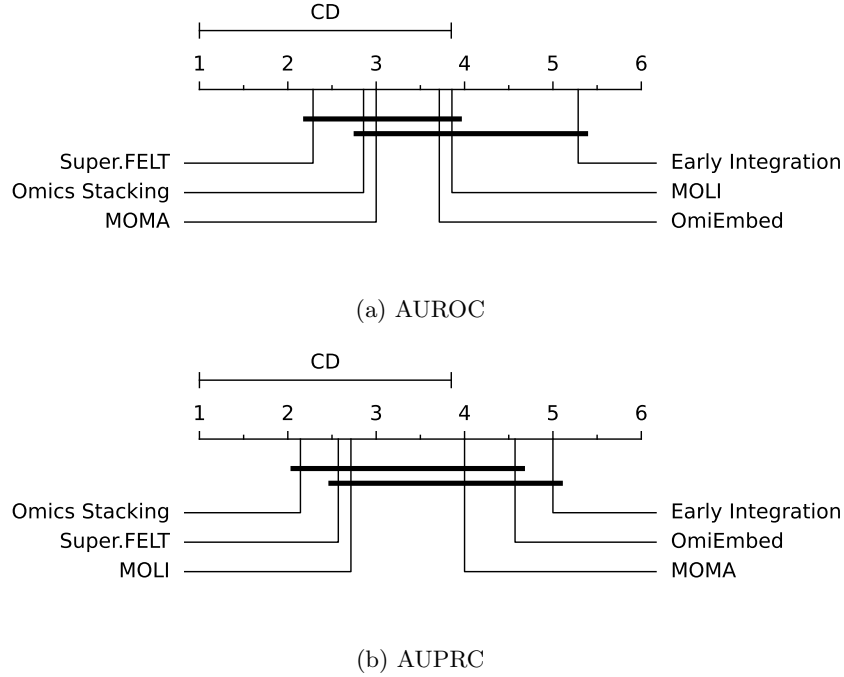 CD
1 2 3 4 5 6
Super.FELT Early Integration
Omics Stacking MOLI
MOMA OmiEmbed
(a) AUROC
CD
1 2 3 4 5 6
Omics Stacking Early Integration
Super.FELT OmiEmbed
MOLI MOMA
(b) AUPRC